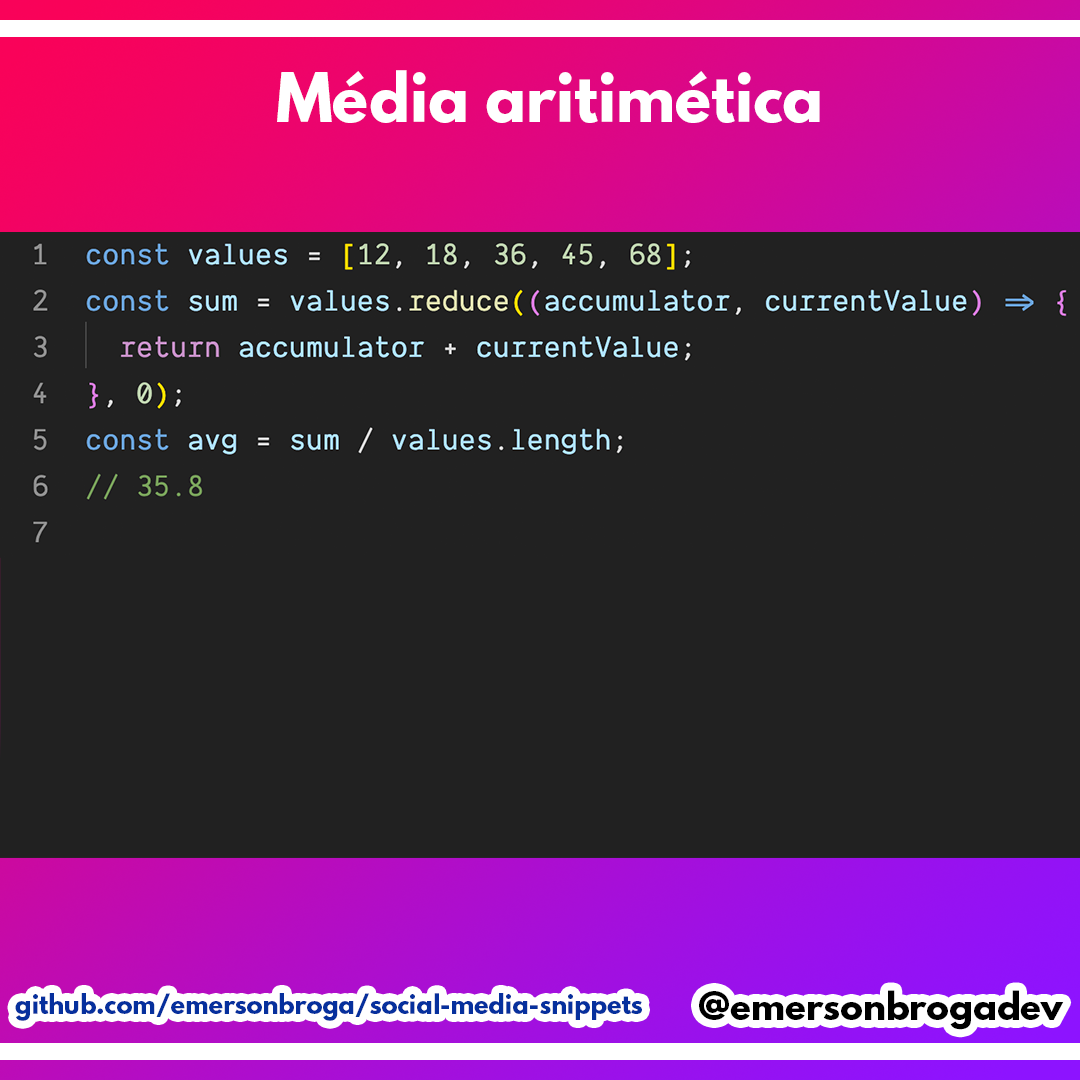 Média aritimética
1 const values = [12, 18, 36, 45, 68];
2 const sum = values.reduce((accumulator, currentValue) => {
3 return accumulator + currentValue;
4 }, 0);
5 const avg = sum / values.length;
6 // 35.8
7
github.com/emersonbroga/social-media-snippets
@emersonbrogadev